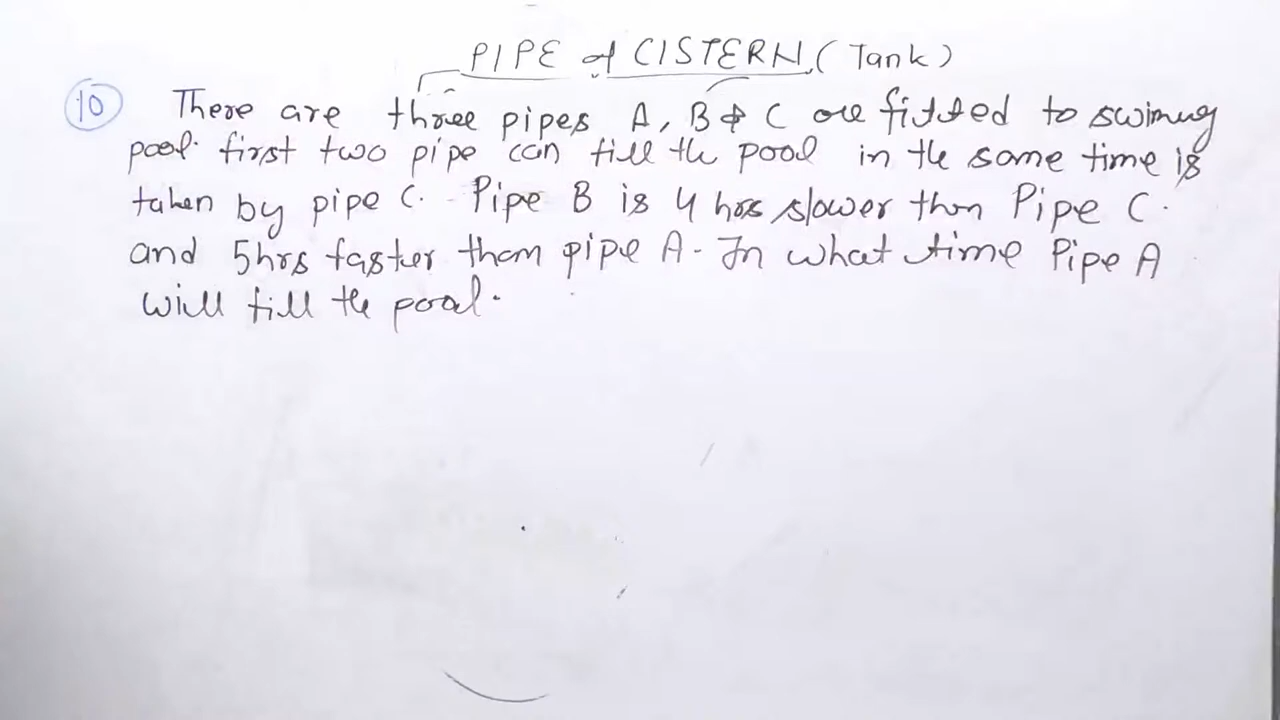 PIPE & CISTERN (Tank)
10 There are three pipes A, B & C are fitted to swimng
pool. first two pipe can fill the pool in the same time is
taken by pipe C. Pipe B is 4 hrs slower than Pipe C.
and 5hrs faster than pipe A. In what time Pipe A
will fill the pool.